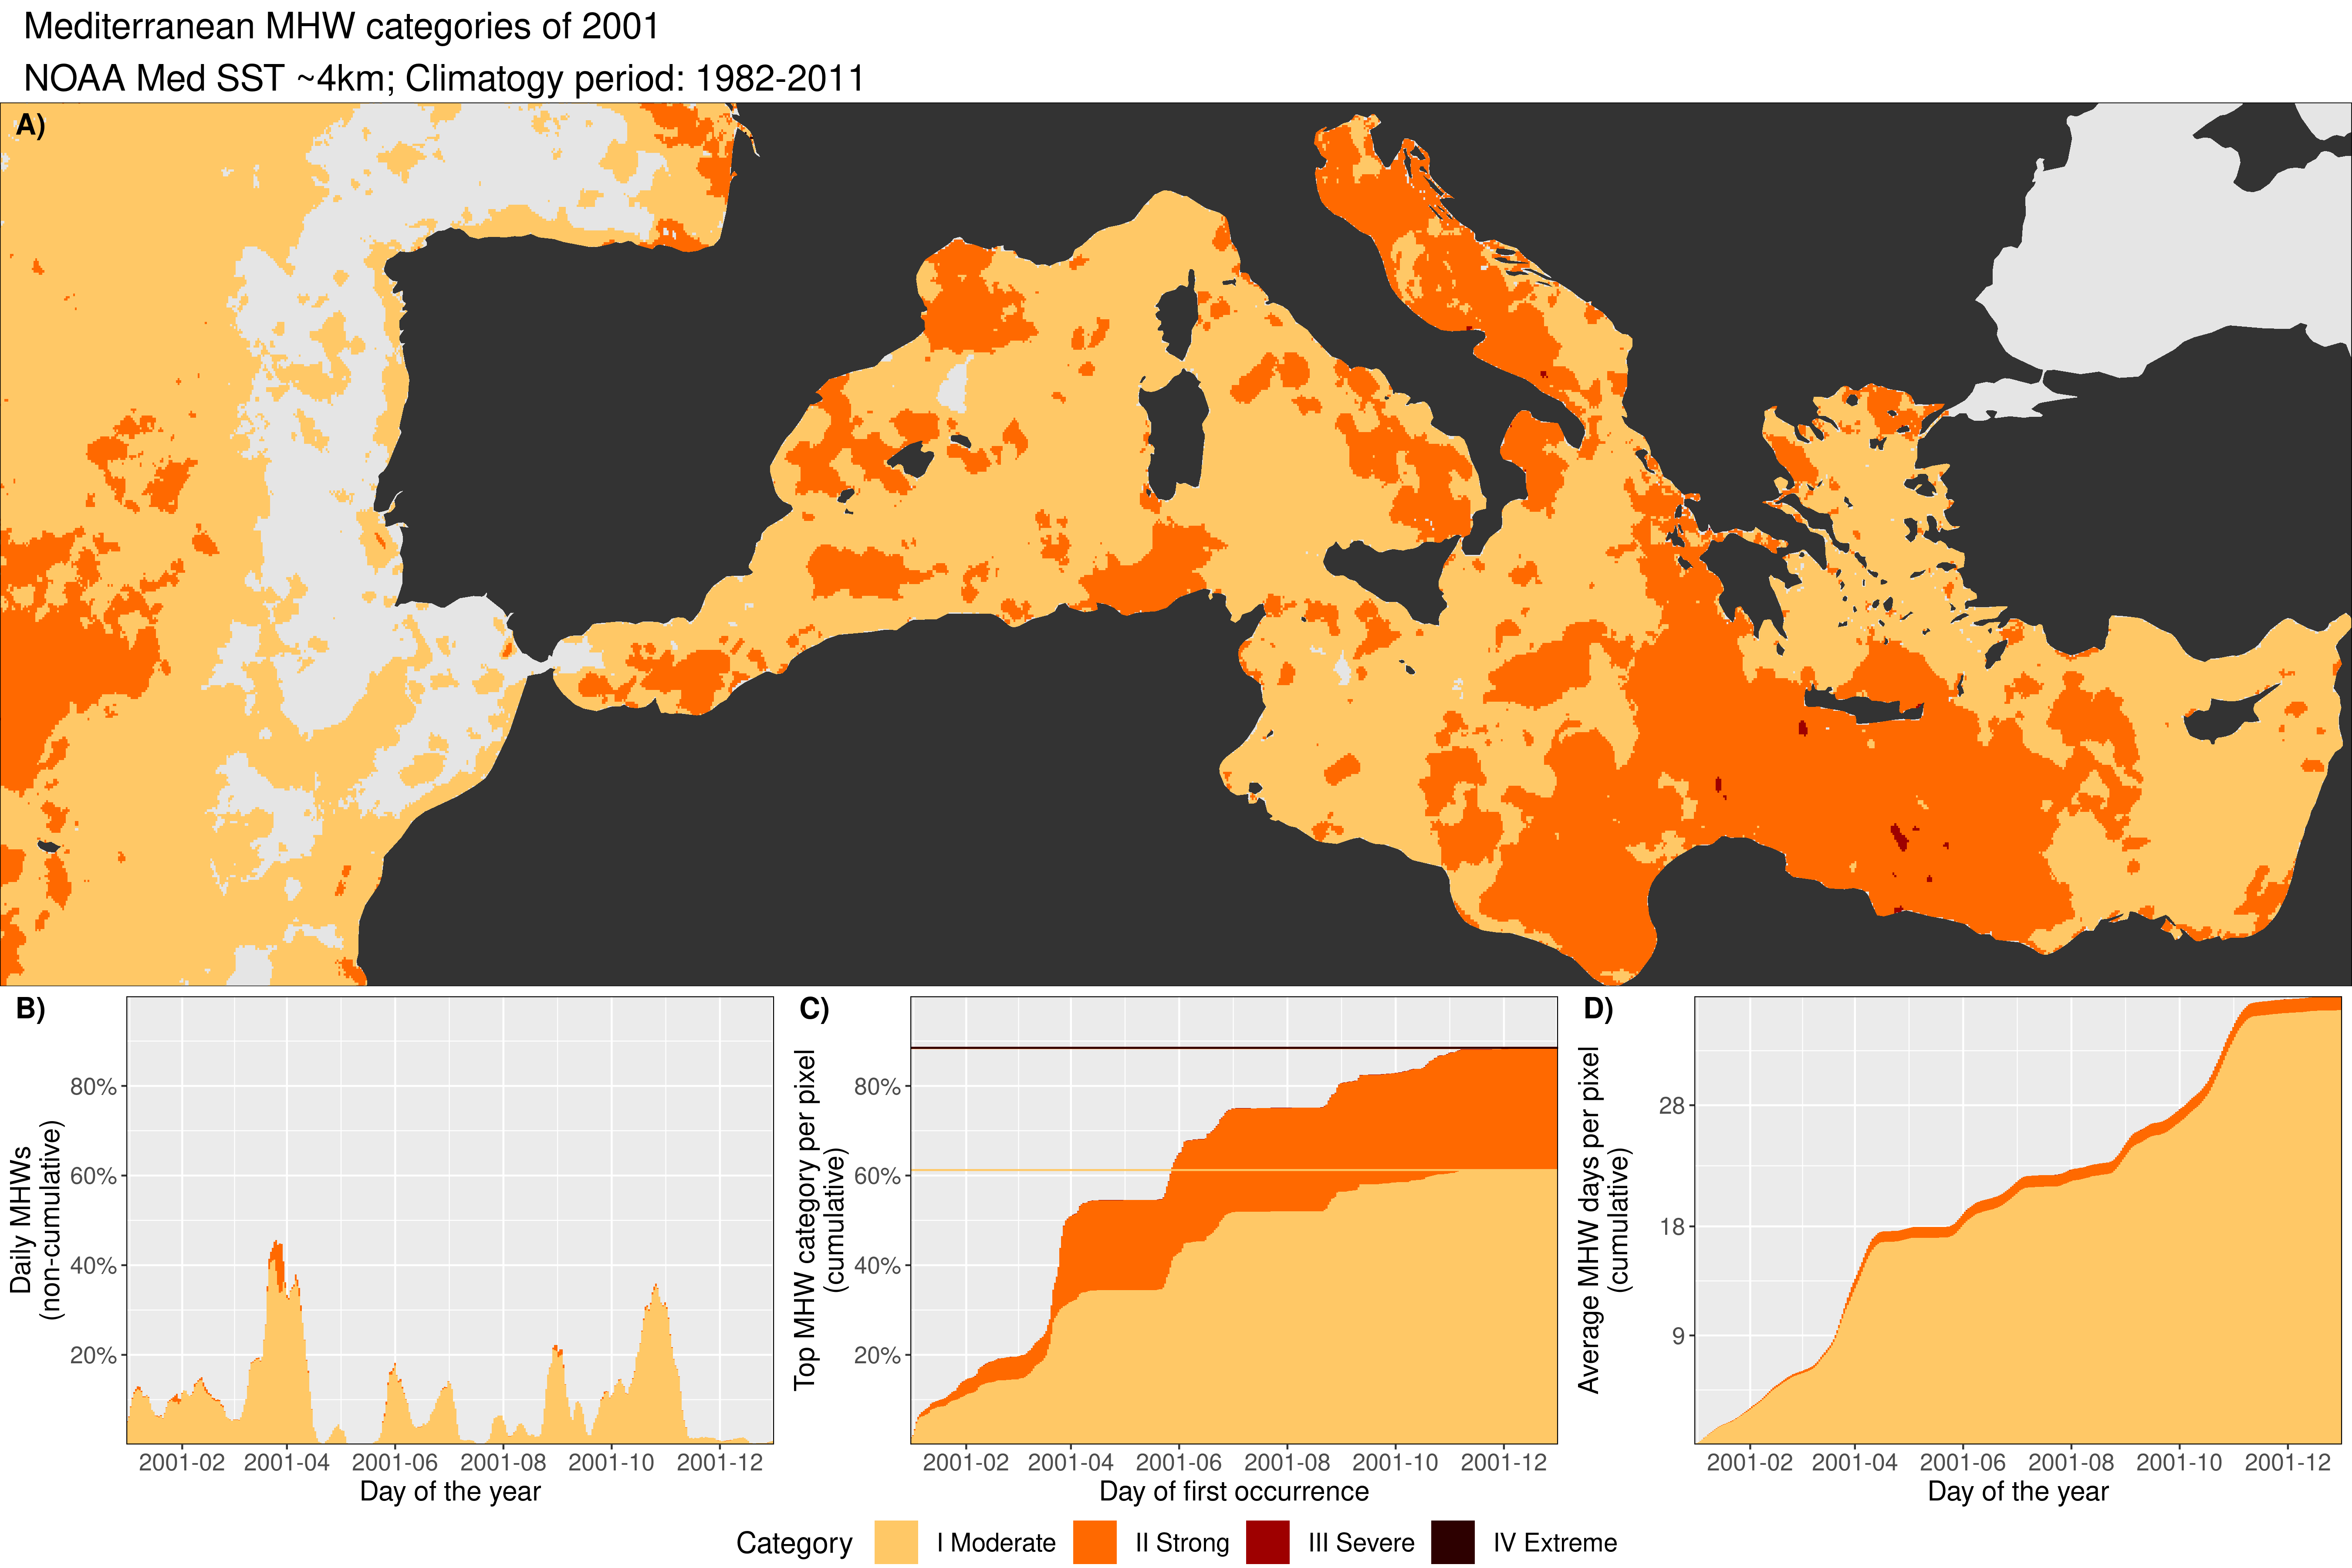 Mediterranean MHW categories of 2001
NOAA Med SST ~4km; Climatogy period: 1982-2011
A)
B)
Daily MHWs
(non-cumulative)
80%
60%
40%
20%
2001-02 2001-04 2001-06 2001-08 2001-10 2001-12
Day of the year
C)
Top MHW category per pixel
(cumulative)
80%
60%
40%
20%
2001-02 2001-04 2001-06 2001-08 2001-10 2001-12
Day of first occurrence
D)
Average MHW days per pixel
(cumulative)
28
18
9
2001-02 2001-04 2001-06 2001-08 2001-10 2001-12
Day of the year
Category I Moderate II Strong III Severe IV Extreme